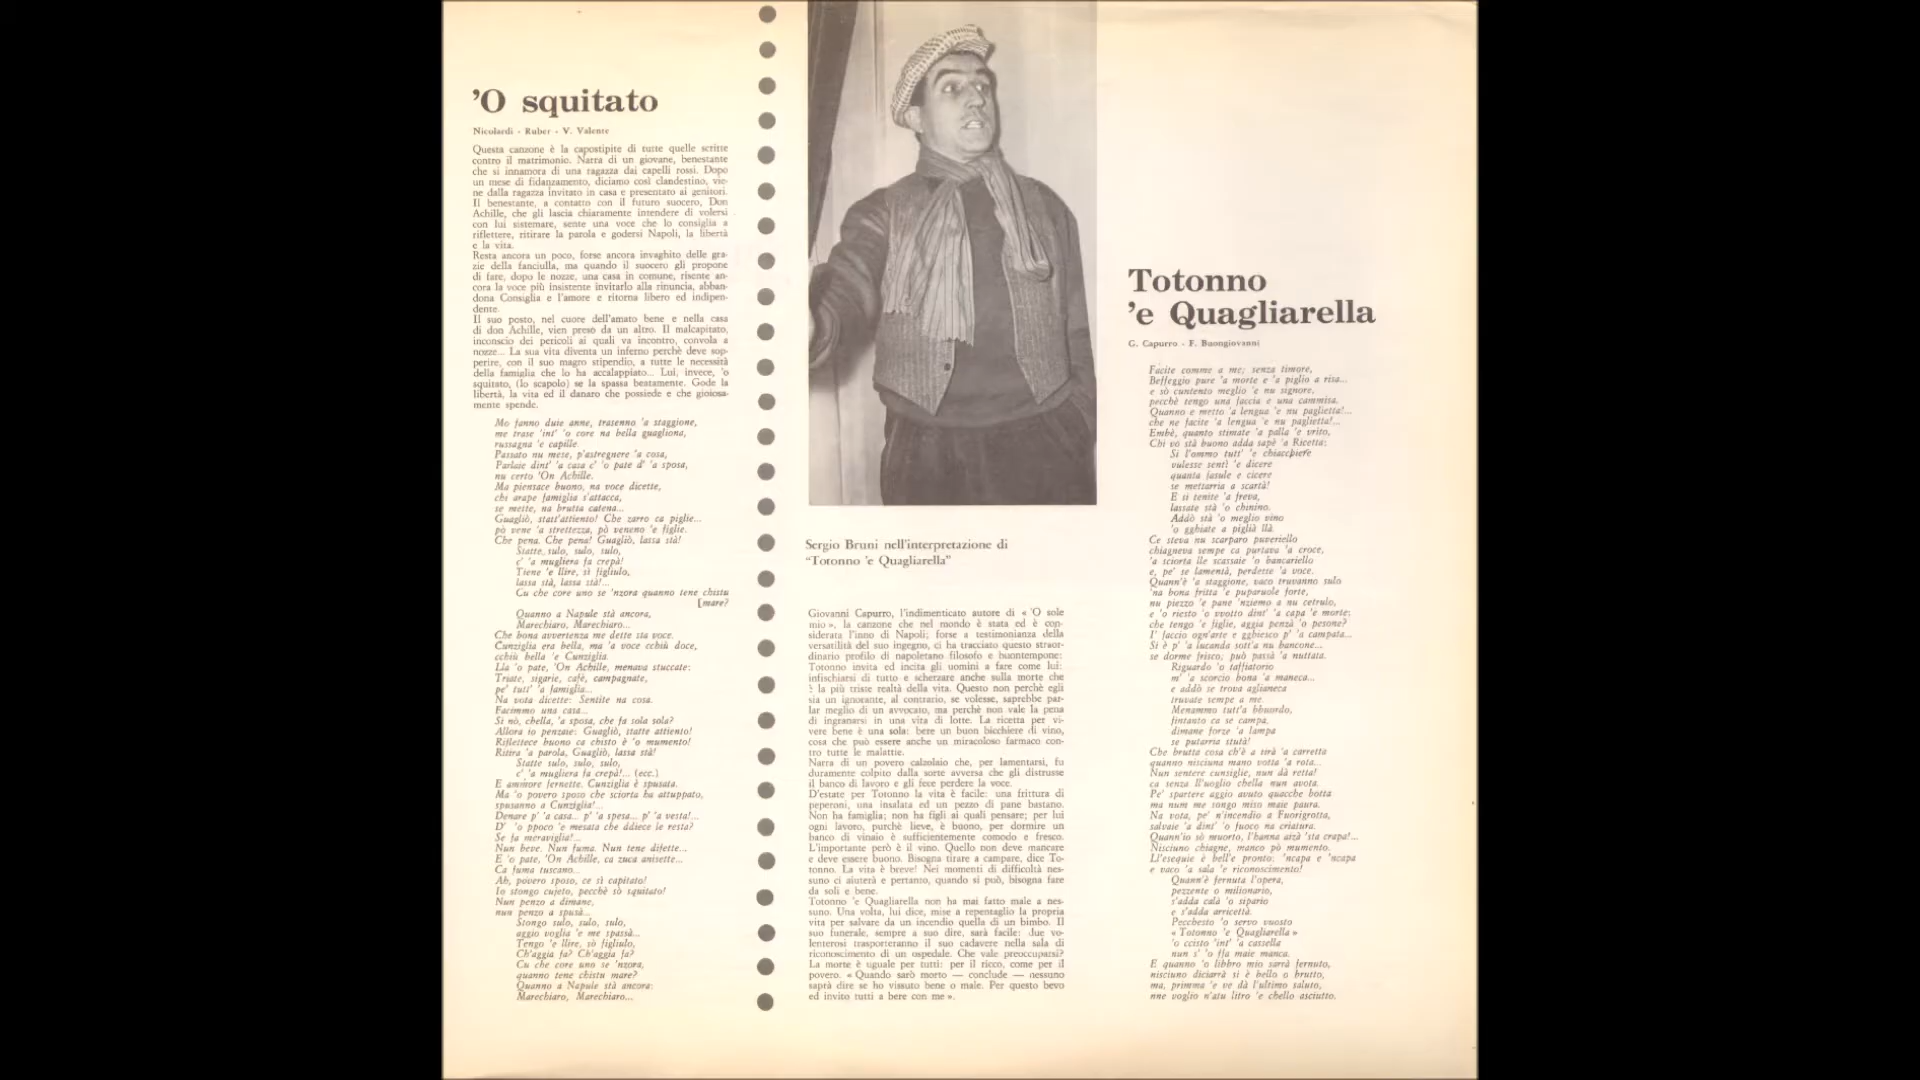 'O squitato
Nicolardi - Ruber - V. Valente
Questa canzone è la capostipite di tutte quelle scritte
contro il matrimonio. Narra di un giovane, benestante
che si innamora di una ragazza dai capelli rossi. Dopo
un mese di fidanzamento, diciamo così clandestino, vie-
ne dalla ragazza invitato in casa e presentato ai genitori.
Il benestante, a contatto con il futuro suocero, Don
Achille, che gli lascia chiaramente intendere di volersi
con lui sistemare, sente una voce che lo consiglia a
riflettere, ritirare la parola e godersi Napoli, la libertà
e la vita.
Resta ancora un poco, forse ancora invaghito delle gra-
zie della fanciulla, ma quando il suocero gli propone
di fare, dopo le nozze, una casa in comune, risente an-
cora la voce più insistente invitarlo alla rinuncia, abban-
dona Consiglia e l'amore e ritorna libero ed indipen-
dente.
Il suo posto, nel cuore dell'amato bene e nella casa
di don Achille, vien preso da un altro. Il malcapitato,
inconscio dei pericoli ai quali va incontro, convola a
nozze... La sua vita diventa un inferno perchè deve sop-
perire, con il suo magro stipendio, a tutte le necessità
della famiglia che lo ha accalappiato... Lui, invece, 'o
squitato, (lo scapolo) se la spassa beatamente. Gode la
libertà, la vita ed il danaro che possiede e che gioiosa-
mente spende.
Mo fanno duie anne, trasenno 'a staggione,
me trase 'int' 'o core na bella guagliona,
russagna 'e capille.
Passato nu mese, p'astregnere 'a cosa,
Parlaie dint' 'a casa c' 'o pate d' 'a sposa,
nu certo 'On Achille.
Ma piensace buono, na voce dicette,
chi arape famiglia s'attacca,
se mette, na brutta catena...
Guagliò, statt'attiento! Che zarro ca piglie...
pò vene 'a strettezza, pò veneno 'e figlie.
Che pena. Che pena! Guagliò, lassa stà!
Statte, sulo, sulo, sulo,
c' 'a mugliera fa crepà!
Tiene 'e llire, sì figliulo,
lassa stà, lassa stà!...
Cu che core uno se 'nzora quanno tene chistu
[mare?
Quanno a Napule stà ancora,
Marechiaro, Marechiaro...
Che bona avvertenza me dette sta voce.
Cunziglia era bella, ma 'a voce cchiù doce,
cchiù bella 'e Cunziglia.
Lla 'o pate, 'On Achille, menava stuccate:
Triate, sigarie, cafè, campagnate,
pe' tutt' 'a famiglia...
Na vota dicette: Sentite na cosa.
Facimmo una casa...
Si nò, chella, 'a sposa, che fa sola sola?
Allora io penzaie: Guagliò, statte attiento!
Riflettece buono ca chisto è 'o mumento!
Ritira 'a parola, Guagliò, lassa stà!
Statte sulo, sulo, sulo,
c' 'a mugliera fa crepà!... (ecc.)
E ammore fernette. Cunziglia è spusata.
Ma 'o povero sposo che sciorta ha attuppato,
spusanno a Cunziglia!...
Denare p' 'a casa... p' 'a spesa... p' 'a vesta!...
D' 'o ppoco 'e mesata che ddiece le resta?
Se fa meraviglia!...
Nun beve. Nun fuma. Nun tene difette...
E 'o pate, 'On Achille, ca zuca anisette...
Ca fuma tuscano...
Ah, povero sposo, ce sì capitato!
Io stongo cujeto, pecchè sò squitato!
Nun penzo a dimane,
nun penzo a spusà...
Stongo sulo, sulo, sulo,
aggio voglia 'e me spassà...
Tengo 'e llire, sò figliulo,
Ch'aggia fa? Ch'aggia fa?
Cu che core uno se 'nzora,
quanno tene chistu mare?
Quanno a Napule stà ancora:
Marechiaro, Marechiaro...
Sergio Bruni nell'interpretazione di
"Totonno 'e Quagliarella"
Giovanni Capurro, l'indimenticato autore di « 'O sole
mio », la canzone che nel mondo è stata ed è con-
siderata l'inno di Napoli; forse a testimonianza della
versatilità del suo ingegno, ci ha tracciato questo straor-
dinario profilo di napoletano filosofo e buontempone:
Totonno invita ed incita gli uomini a fare come lui:
infischiarsi di tutto e scherzare anche sulla morte che
è la più triste realtà della vita. Questo non perchè egli
sia un ignorante, al contrario, se volesse, saprebbe par-
lar meglio di un avvocato, ma perchè non vale la pena
di ingranarsi in una vita di lotte. La ricetta per vi-
vere bene è una sola: bere un buon bicchiere di vino,
cosa che può essere anche un miracoloso farmaco con-
tro tutte le malattie.
Narra di un povero calzolaio che, per lamentarsi, fu
duramente colpito dalla sorte avversa che gli distrusse
il banco di lavoro e gli fece perdere la voce.
D'estate per Totonno la vita è facile: una frittura di
peperoni, una insalata ed un pezzo di pane bastano.
Non ha famiglia; non ha figli ai quali pensare; per lui
ogni lavoro, purchè lieve, è buono, per dormire un
banco di vinaio è sufficientemente comodo e fresco.
L'importante però è il vino. Quello non deve mancare
e deve essere buono. Bisogna tirare a campare, dice To-
tonno. La vita è breve! Nei momenti di difficoltà nes-
suno ci aiuterà e pertanto, quando si può, bisogna fare
da soli e bene.
Totonno 'e Quagliarella non ha mai fatto male a nes-
suno. Una volta, lui dice, mise a repentaglio la propria
vita per salvare da un incendio quella di un bimbo. Il
suo funerale, sempre a suo dire, sarà facile: due vo-
lenterosi trasporteranno il suo cadavere nella sala di
riconoscimento di un ospedale. Che vale preoccuparsi?
La morte è uguale per tutti: per il ricco, come per il
povero. « Quando sarò morto — conclude — nessuno
saprà dire se ho vissuto bene o male. Per questo bevo
ed invito tutti a bere con me ».
Totonno
'e Quagliarella
G. Capurro - F. Buongiovanni
Facite comme a me; senza timore,
Beffeggio pure 'a morte e 'a piglio a risa...
e sò cuntento meglio 'e nu signore,
pecchè tengo una faccia e una cammisa.
Quanno e metto 'a lengua 'e nu paglietta!...
che ne facite 'a lengua 'e nu paglietta!...
Embè, quanto stimate 'a palla 'e vrito,
Chi vò stà buono adda sapè 'a Ricetta:
Si l'ommo tutt' 'e chiacchiere
vulesse sentì 'e dicere
quanta fasule e cicere
se mettarria a scartà!
E si tenite 'a freva,
lassate stà 'o chinino.
Addò stà 'o meglio vino
'o gghiate a piglià llà.
Ce steva nu scarparo puveriello
chiagneva sempe ca purtava 'a croce,
'a sciorta lle scassaie 'o bancariello
e, pe' se lamentà, perdette 'a voce.
Quann'è 'a staggione, vaco truvanno sulo
'na bona fritta 'e puparuole forte,
nu piezzo 'e pane 'nziemo a nu cetrulo,
e 'o riesto 'o vvotto dint' 'a capa 'e morte;
che tengo 'e figlie, aggia penzà 'o pesone?
I' faccio ogn'arte e gghiesco p' 'a campata...
Si è p' 'a lucanda sott'a nu bancone...
se dorme frisco, può passà 'a nuttata.
Riguardo 'o taffiatorio
m' 'a scorcio bona 'a maneca...
e addò se trova aglianeca
truvate sempe a me.
Menammo tutt'a bbuordo,
fintanto ca se campa,
dimane forze 'a lampa
se putarria stutà!
Che brutta cosa ch'è a tirà 'a carretta
quanno nisciuna mano votta 'a rota...
Nun sentere cunsiglie, nun dà retta!
ca senza ll'uoglio chella nun avota.
Pe' spartere aggio avuto quacche botta
ma num me songo miso maie paura.
Na vota, pe' n'incendio a Fuorigrotta,
salvaie 'a dint' 'o fuoco na criatura.
Quann'io sò muorto, l'hanna aizà 'sta crapa!...
Nisciuno chiagne, manco pò mumento.
Ll'esequie è bell'e pronto: 'ncapa e 'ncapa
e vaco 'a sala 'e riconoscimento!
Quann'è fernuta l'opera,
pezzente o milionario,
s'adda calà 'o sipario
e s'adda arricettà.
Pecchesto 'o servo vuosto
« Totonno 'e Quagliarella »
'o ccisto 'int' 'a cassella
nun s' 'o ffa maie manca.
E quanno 'o libbro mio sarrà fernuto,
nisciuno diciarrà si è bello o brutto,
ma, primma 'e ve dà l'ultimo saluto,
nne voglio n'atu litro 'e chello asciutto.